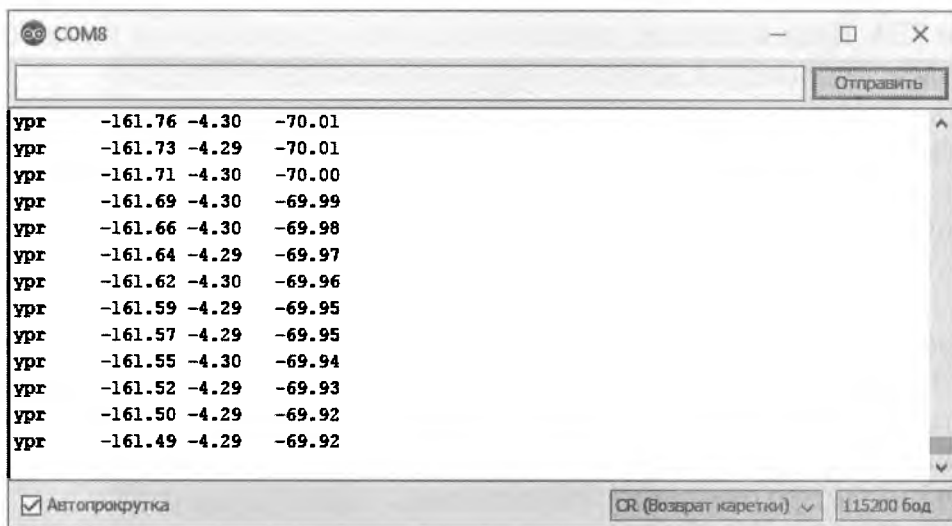 COM8
Отправить
ypr -161.76 -4.30 -70.01
ypr -161.73 -4.29 -70.01
ypr -161.71 -4.30 -70.00
ypr -161.69 -4.30 -69.99
ypr -161.66 -4.30 -69.98
ypr -161.64 -4.29 -69.97
ypr -161.62 -4.30 -69.96
ypr -161.59 -4.29 -69.95
ypr -161.57 -4.29 -69.95
ypr -161.55 -4.30 -69.94
ypr -161.52 -4.29 -69.93
ypr -161.50 -4.29 -69.92
ypr -161.49 -4.29 -69.92
Автопрокрутка CR (Возврат каретки) 115200 бод